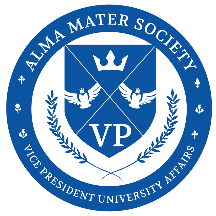 ALMA MATER SOCIETY
VP
VICE PRESIDENT UNIVERSITY AFFAIRS